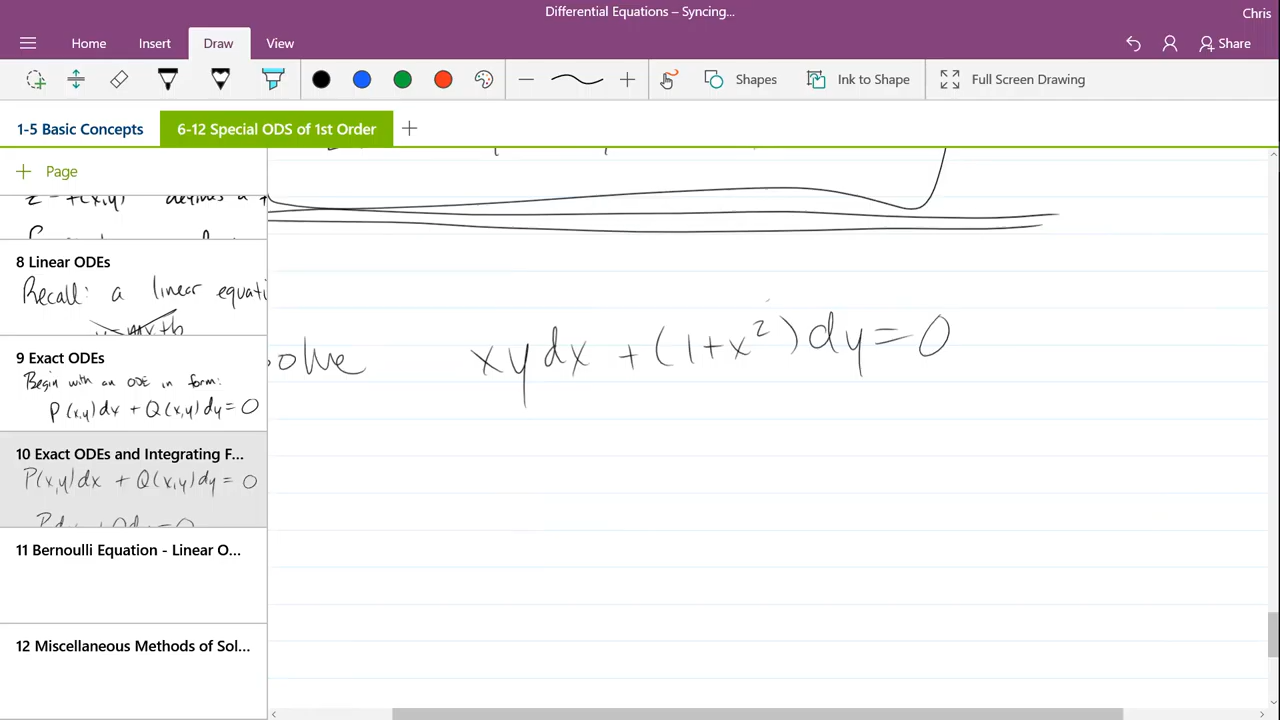 Differential Equations – Syncing...
Chris
Home Insert Draw View
Share
Shapes Ink to Shape Full Screen Drawing
1-5 Basic Concepts 6-12 Special ODS of 1st Order
Page
8 Linear ODEs
Recall: a linear equati
9 Exact ODEs
Begin with an ODE in form:
P(x,y)dx + Q(x,y)dy = 0
10 Exact ODEs and Integrating F...
P(x,y)dx + Q(x,y)dy = 0
11 Bernoulli Equation - Linear O...
12 Miscellaneous Methods of Sol...
olve xy dx + (1+x²) dy = 0